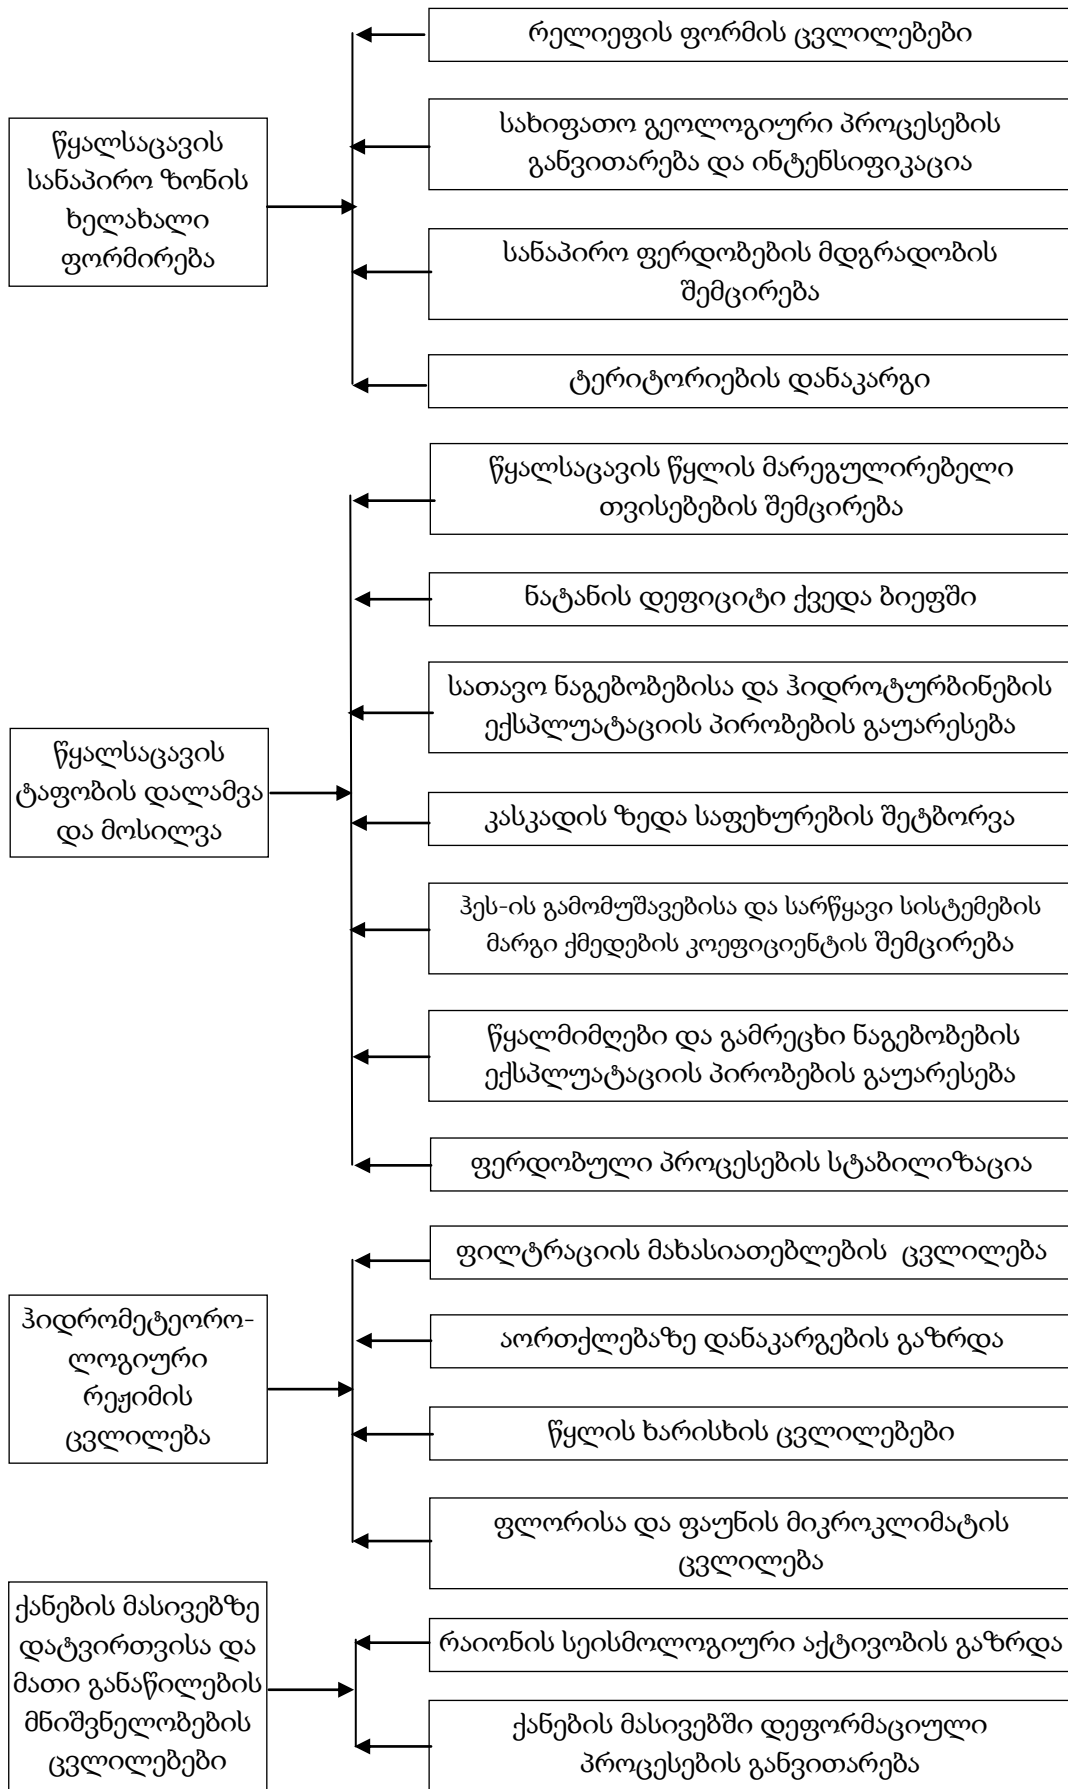 წყალსაცავის
სანაპირო ზონის
ხელახალი
ფორმირება
რელიეფის ფორმის ცვლილებები
სახიფათო გეოლოგიური პროცესების
განვითარება და ინტენსიფიკაცია
სანაპირო ფერდობების მდგრადობის
შემცირება
ტერიტორიების დანაკარგი
წყალსაცავის
ტაფობის დალამვა
და მოსილვა
წყალსაცავის წყლის მარეგულირებელი
თვისებების შემცირება
ნატანის დეფიციტი ქვედა ბიეფში
სათავო ნაგებობებისა და ჰიდროტურბინების
ექსპლუატაციის პირობების გაუარესება
კასკადის ზედა საფეხურების შეტბორვა
ჰეს-ის გამომუშავებისა და სარწყავი სისტემების
მარგი ქმედების კოეფიციენტის შემცირება
წყალმიმღები და გამრეცხი ნაგებობების
ექსპლუატაციის პირობების გაუარესება
ფერდობული პროცესების სტაბილიზაცია
ჰიდრომეტეორო-
ლოგიური
რეჟიმის
ცვლილება
ფილტრაციის მახასიათებლების ცვლილება
აორთქლებაზე დანაკარგების გაზრდა
წყლის ხარისხის ცვლილებები
ფლორისა და ფაუნის მიკროკლიმატის
ცვლილება
ქანების მასივებზე
დატვირთვისა და
მათი განაწილების
მნიშვნელობების
ცვლილებები
რაიონის სეისმოლოგიური აქტივობის გაზრდა
ქანების მასივებში დეფორმაციული
პროცესების განვითარება